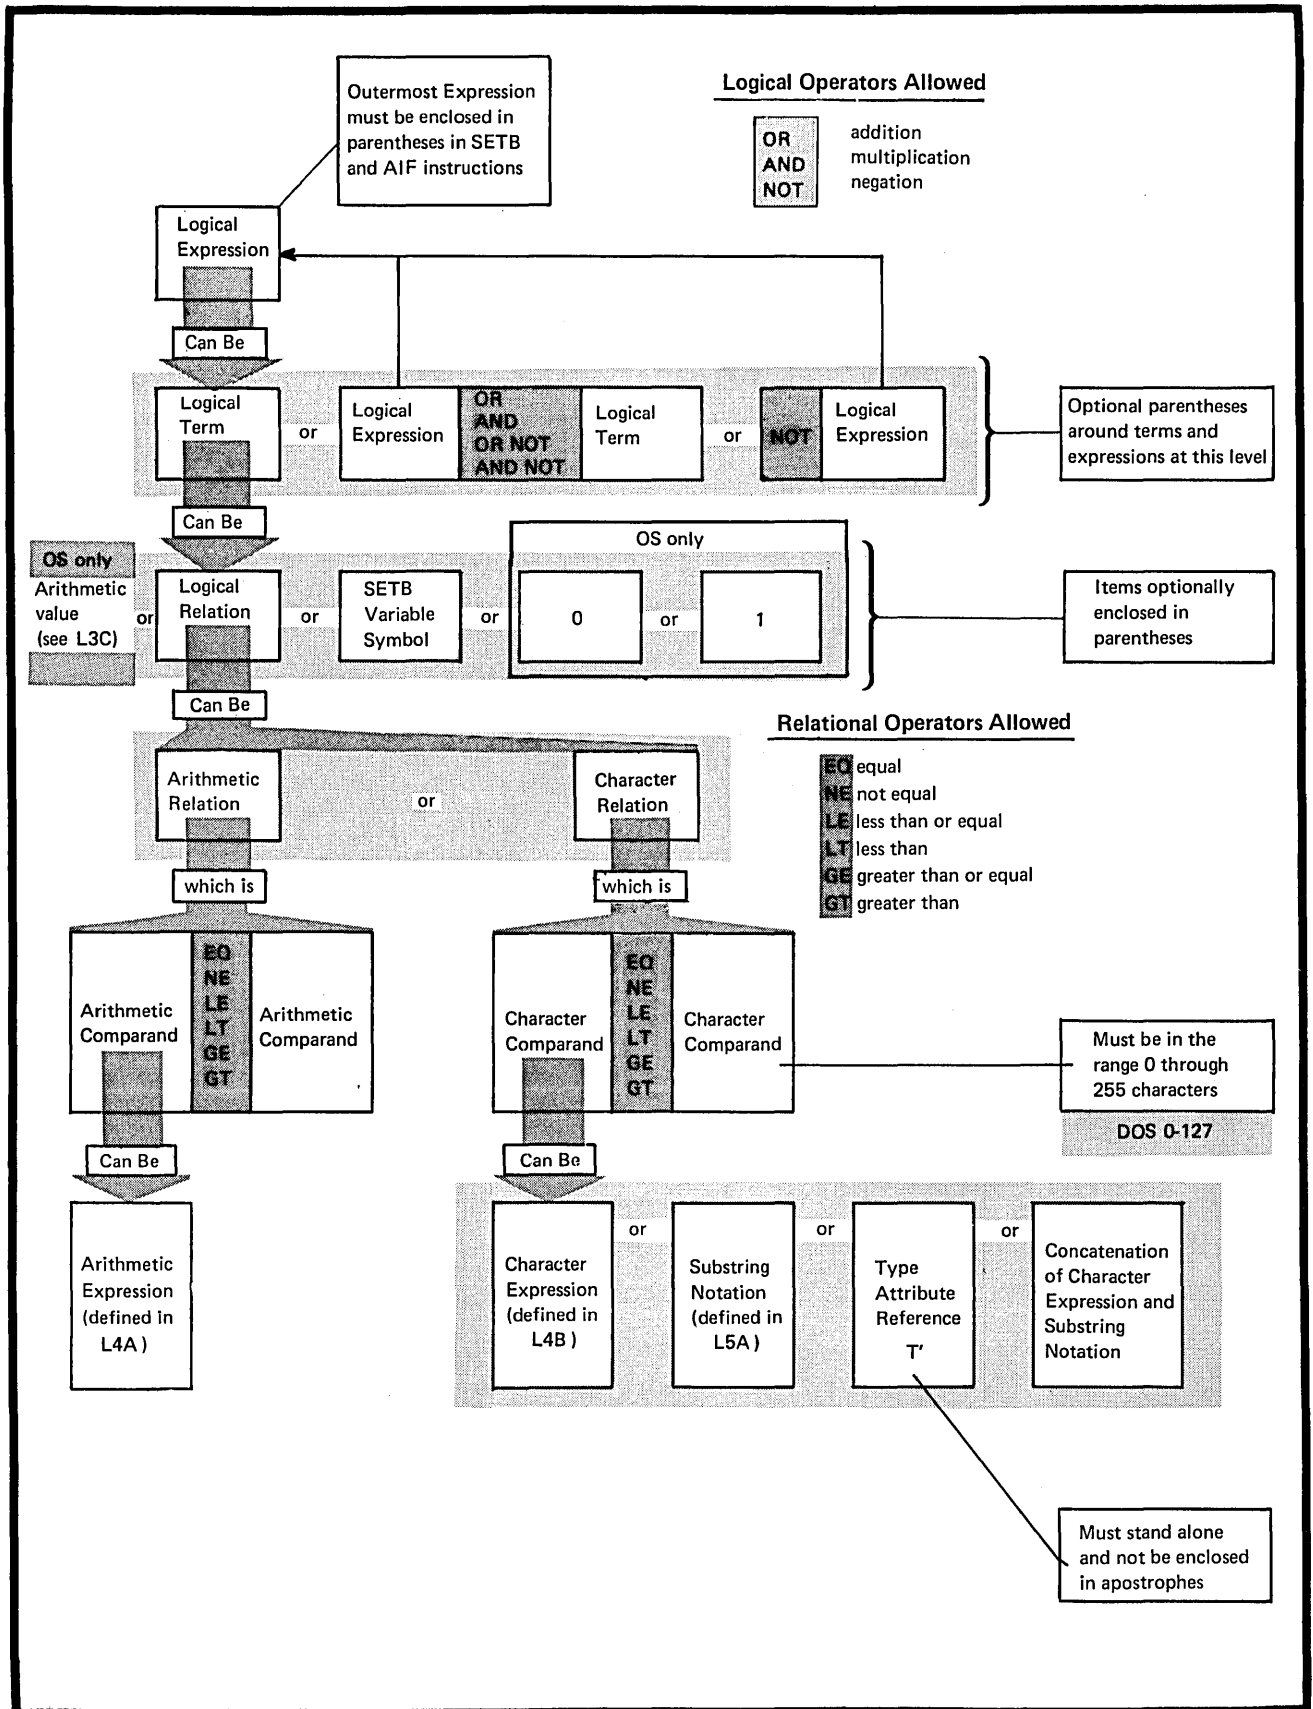 Outermost Expression
must be enclosed in
parentheses in SETB
and AIF instructions
Logical Operators Allowed
OR addition
AND multiplication
NOT negation
Logical
Expression
Can Be
Logical
Term
or
Logical
Expression
OR
AND
OR NOT
AND NOT
Logical
Term
or
NOT
Logical
Expression
Optional parentheses
around terms and
expressions at this level
Can Be
OS only
Arithmetic
value
(see L3C)
or
Logical
Relation
or
SETB
Variable
Symbol
or
OS only
0
or
1
Items optionally
enclosed in
parentheses
Can Be
Relational Operators Allowed
EQ equal
NE not equal
LE less than or equal
LT less than
GE greater than or equal
GT greater than
Arithmetic
Relation
or
Character
Relation
which is
which is
Arithmetic
Comparand
EQ
NE
LE
LT
GE
GT
Arithmetic
Comparand
Character
Comparand
EQ
NE
LE
LT
GE
GT
Character
Comparand
Must be in the
range 0 through
255 characters
DOS 0-127
Can Be
Can Be
Arithmetic
Expression
(defined in
L4A )
Character
Expression
(defined in
L4B )
or
Substring
Notation
(defined in
L5A )
or
Type
Attribute
Reference
T'
or
Concatenation
of Character
Expression and
Substring
Notation
Must stand alone
and not be enclosed
in apostrophes